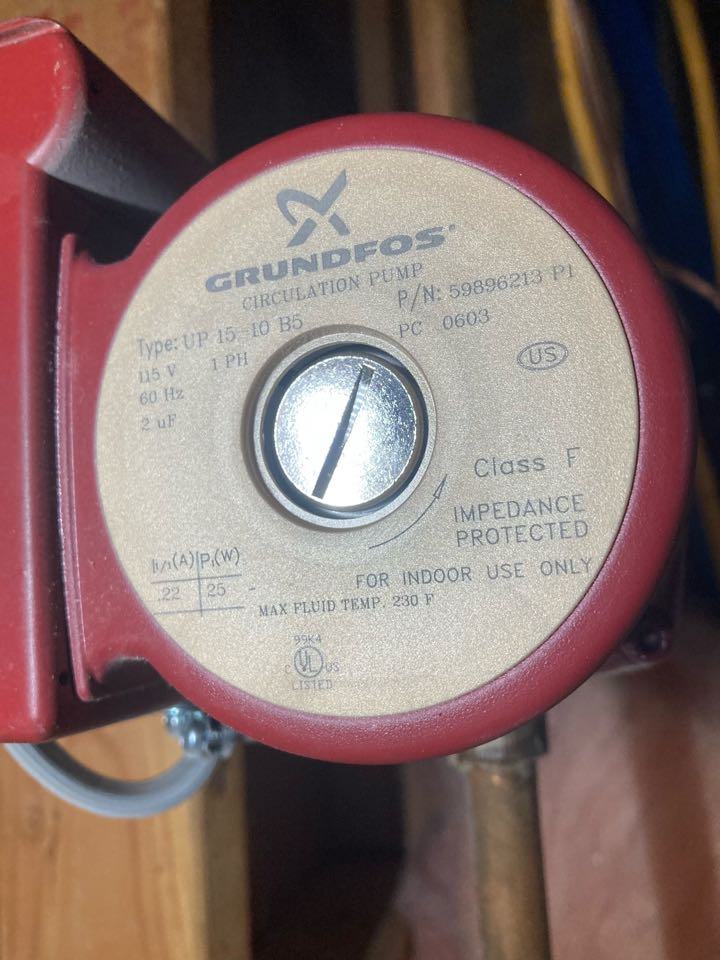 GRUNDFOS
CIRCULATION PUMP
Type: UP 15-10 B5
P/N: 59896213 P1
115 V 1 PH
PC 0603
60 Hz
2 uF
US
Class F
IMPEDANCE
PROTECTED
I1/1(A) P1(W)
.22 25 -
FOR INDOOR USE ONLY
MAX FLUID TEMP. 230 F
99K4
C UL US
LISTED